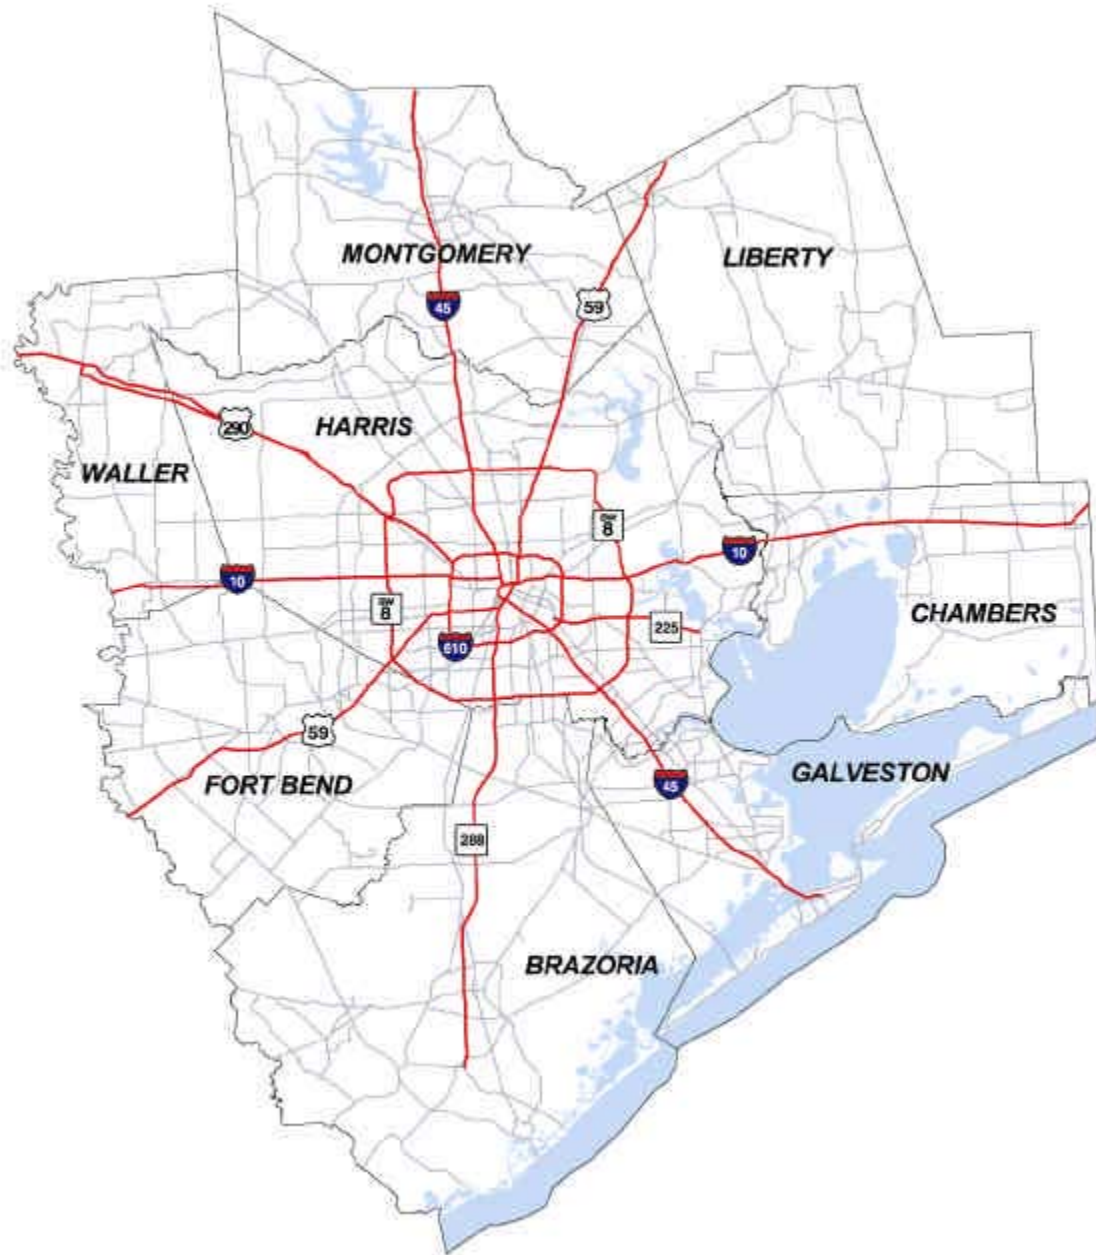 MONTGOMERY
LIBERTY
45
59
HARRIS
290
WALLER
BW
8
10
10
CHAMBERS
BW
8
225
610
59
GALVESTON
FORT BEND
45
288
BRAZORIA